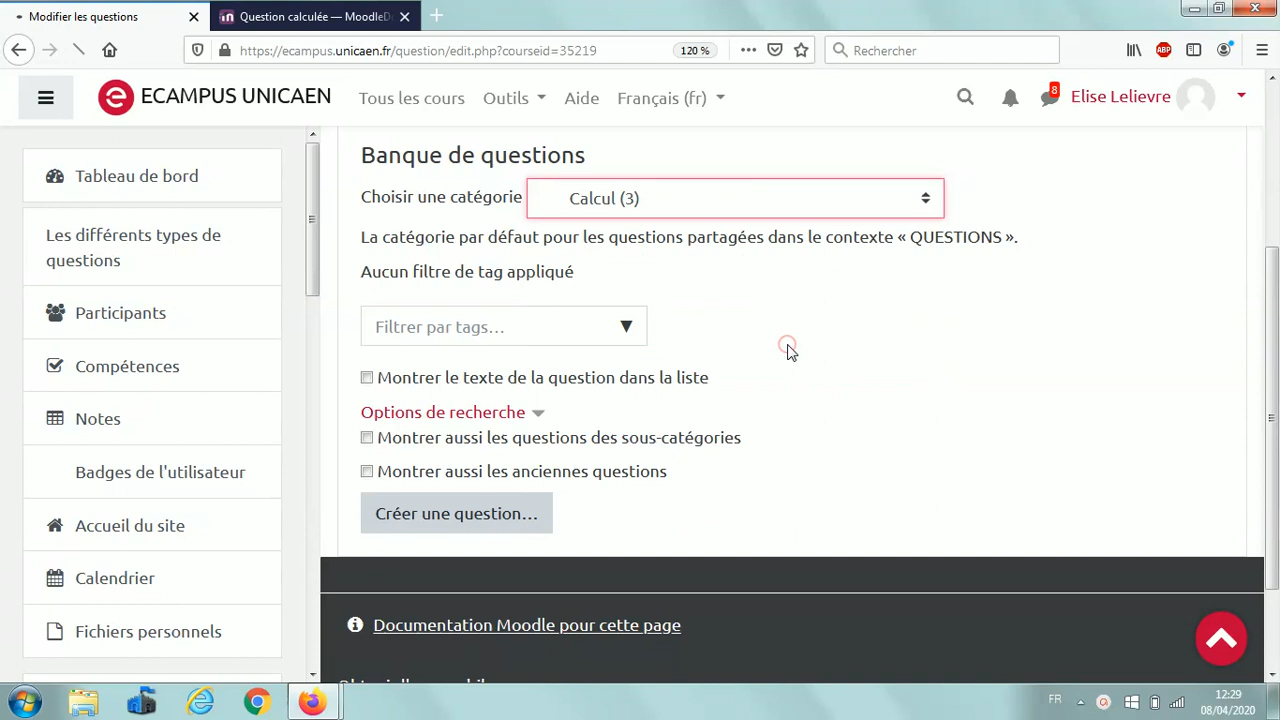 Modifier les questions
Question calculée — MoodleD
https://ecampus.unicaen.fr/question/edit.php?courseid=35219
120 %
Rechercher
ABP
ECAMPUS UNICAEN
Tous les cours
Outils
Aide
Français (fr)
8
Elise Lelievre
Tableau de bord
Les différents types de
questions
Participants
Compétences
Notes
Badges de l'utilisateur
Accueil du site
Calendrier
Fichiers personnels
Banque de questions
Choisir une catégorie
Calcul (3)
La catégorie par défaut pour les questions partagées dans le contexte « QUESTIONS ».
Aucun filtre de tag appliqué
Filtrer par tags…
Montrer le texte de la question dans la liste
Options de recherche
Montrer aussi les questions des sous-catégories
Montrer aussi les anciennes questions
Créer une question…
Documentation Moodle pour cette page
FR
12:29
08/04/2020